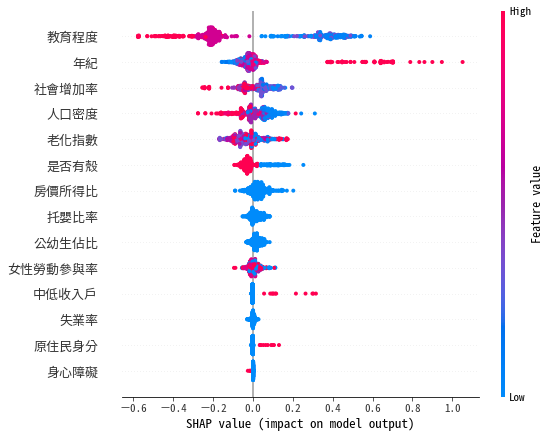 High
教育程度
年紀
社會增加率
人口密度
老化指數
是否有殼
房價所得比
托嬰比率
公幼生佔比
女性勞動參與率
中低收入戶
失業率
原住民身分
身心障礙
Feature value
Low
−0.6 −0.4 −0.2 0.0 0.2 0.4 0.6 0.8 1.0
SHAP value (impact on model output)